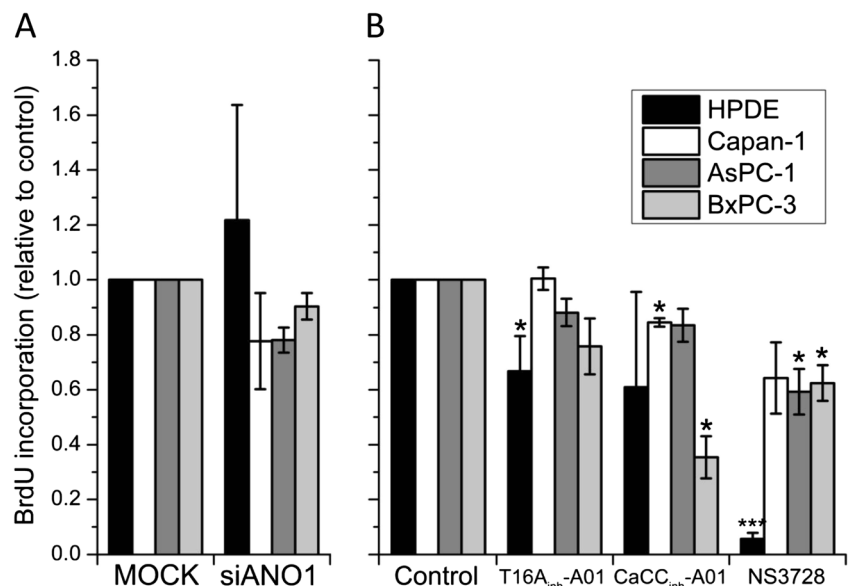 A
B
BrdU incorporation (relative to control)
1.8
1.6
1.4
1.2
1.0
0.8
0.6
0.4
0.2
0.0
HPDE
Capan-1
AsPC-1
BxPC-3
*
*
*
*
*
***
MOCK siANO1
Control T16Ainh-A01 CaCCinh-A01 NS3728